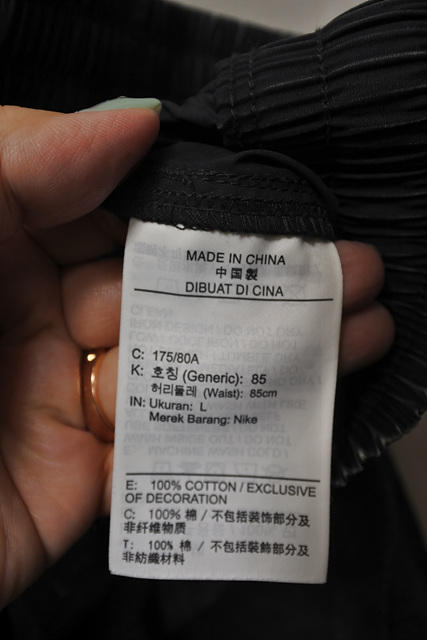 MADE IN CHINA
中国製
DIBUAT DI CINA
C: 175/80A
K: 호칭 (Generic): 85
허리둘레 (Waist): 85cm
IN: Ukuran: L
Merek Barang: Nike
E: 100% COTTON / EXCLUSIVE
OF DECORATION
C: 100% 棉 / 不包括装饰部分及
非纤维物质
T: 100% 棉 / 不包括裝飾部分及
非紡織材料